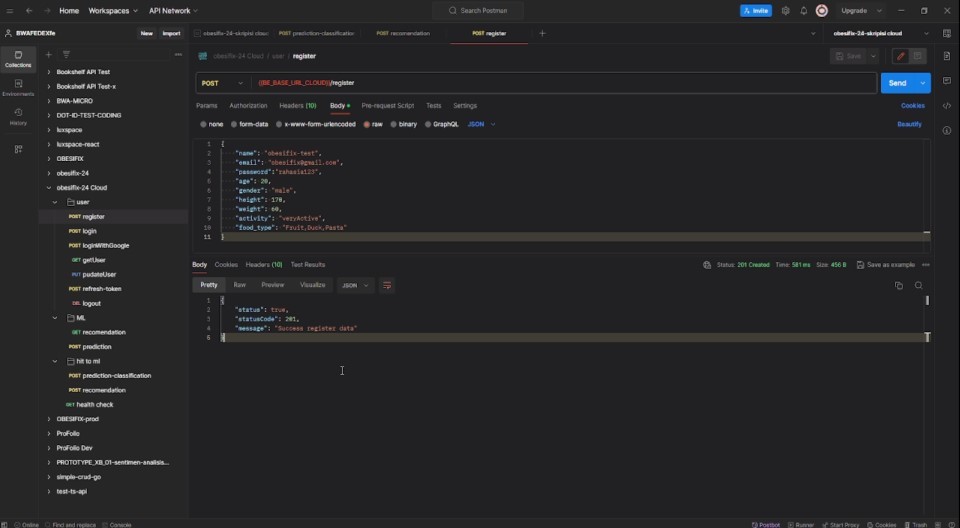 Home Workspaces API Network Search Postman Invite Upgrade
BWAFEDEXfe New Import obesifix-24-skripsi cloud POST prediction-classification POST recomendation POST register obesifix-24-skripsi cloud
Collections
Environments
History
Bookshelf API Test
Bookshelf API Test-x
BWA-MICRO
DOT-ID-TEST-CODING
luxspace
luxspace-react
OBESIFIX
obesifix-24
obesifix-24 Cloud
user
POST register
POST login
POST loginWithGoogle
GET getUser
PUT pudateUser
POST refresh-token
DEL logout
ML
GET recomendation
POST prediction
hit to ml
POST prediction-classification
POST recomendation
GET health check
OBESIFIX-prod
ProFolio
ProFolio Dev
PROTOTYPE_XB_01-sentimen-analisis...
simple-crud-go
test-ts-api
obesifix-24 Cloud / user / register Save
POST {{BE_BASE_URL_CLOUD}}/register Send
Params Authorization Headers (10) Body Pre-request Script Tests Settings Cookies
none form-data x-www-form-urlencoded raw binary GraphQL JSON Beautify
1 {
2 "name": "obesifix-test",
3 "email": "obesifix@gmail.com",
4 "password":"rahasia123",
5 "age": 20,
6 "gender": "male",
7 "height": 170,
8 "weight": 60,
9 "activity": "veryActive",
10 "food_type": "Fruit,Duck,Pasta"
11 }
Body Cookies Headers (10) Test Results Status: 201 Created Time: 581 ms Size: 456 B Save as example
Pretty Raw Preview Visualize JSON
1 {
2 "status": true,
3 "statusCode": 201,
4 "message": "Success register data"
5 }
Online Find and replace Console Postbot Runner Start Proxy Cookies Trash